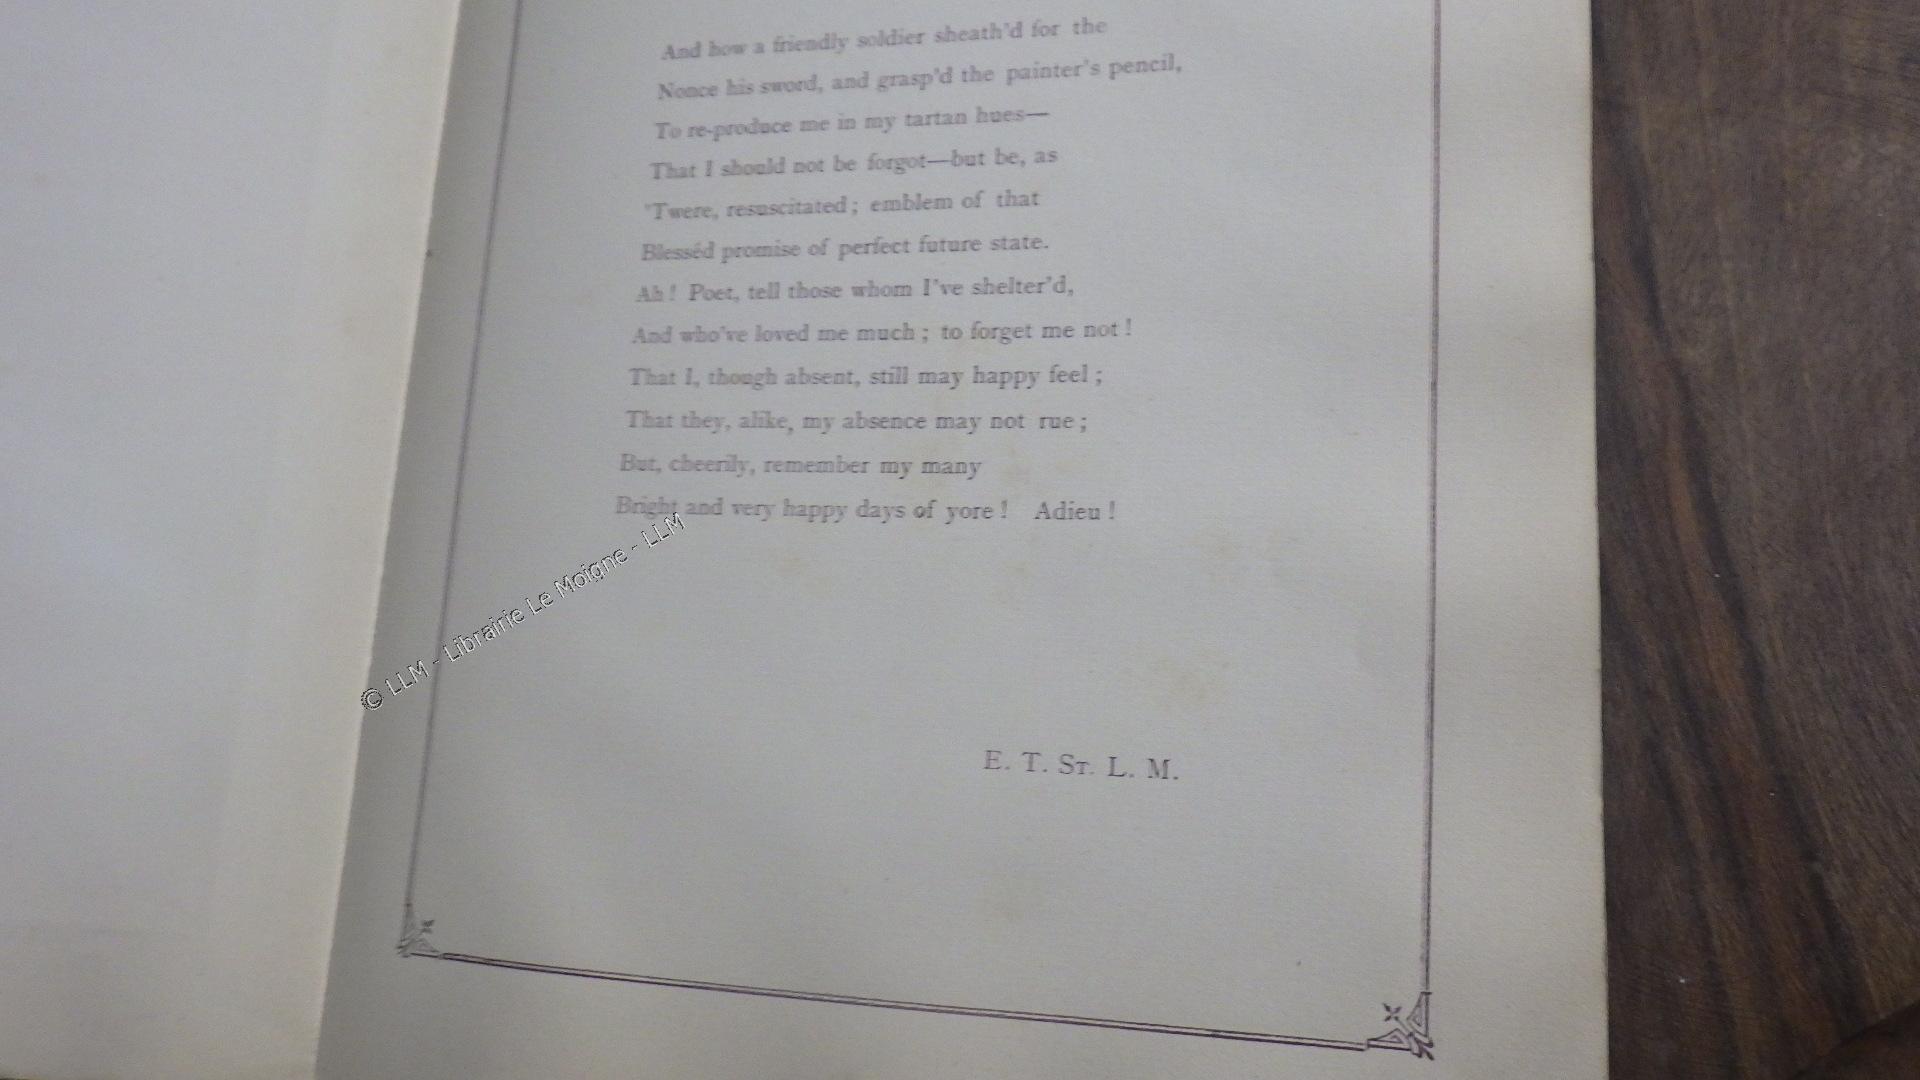 And how a friendly soldier sheath'd for the
Nonce his sword, and grasp'd the painter's pencil,
To re-produce me in my tartan hues—
That I should not be forgot—but be, as
'Twere, resuscitated; emblem of that
Blesséd promise of perfect future state.
Ah! Poet, tell those whom I've shelter'd,
And who've loved me much; to forget me not!
That I, though absent, still may happy feel;
That they, alike, my absence may not rue;
But, cheerily, remember my many
Bright and very happy days of yore! Adieu!
© LLM - Librairie Le Moigne - LLM
E. T. St. L. M.